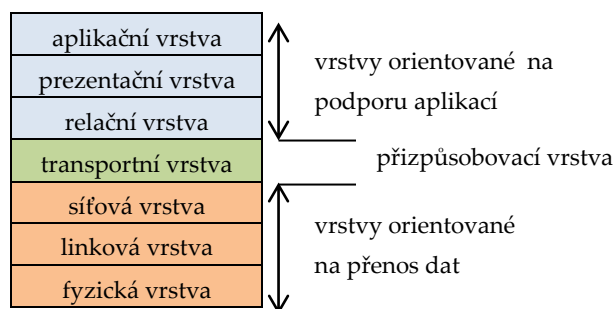 aplikační vrstva
prezentační vrstva
relační vrstva
transportní vrstva
síťová vrstva
linková vrstva
fyzická vrstva
vrstvy orientované na
podporu aplikací
přizpůsobovací vrstva
vrstvy orientované
na přenos dat